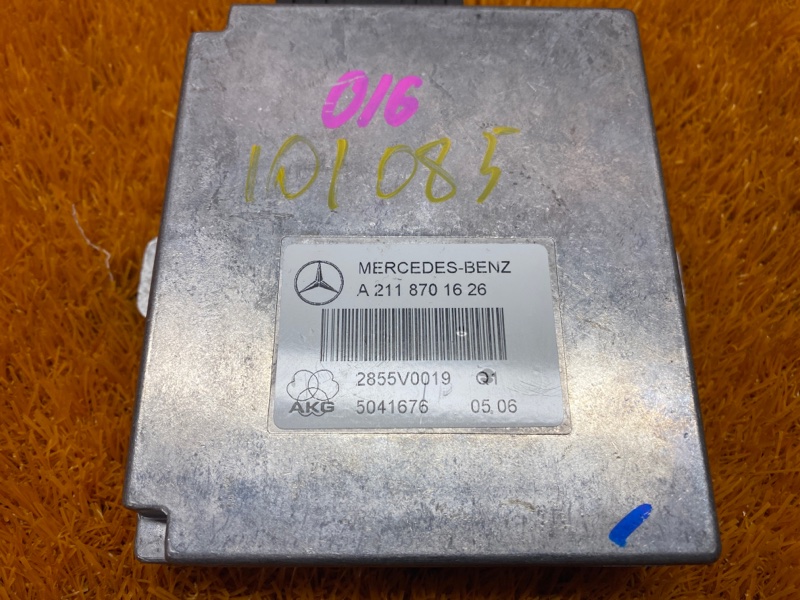 016
101085
MERCEDES-BENZ
A 211 870 16 26
2855V0019 Q1
AKG 5041676 05.06